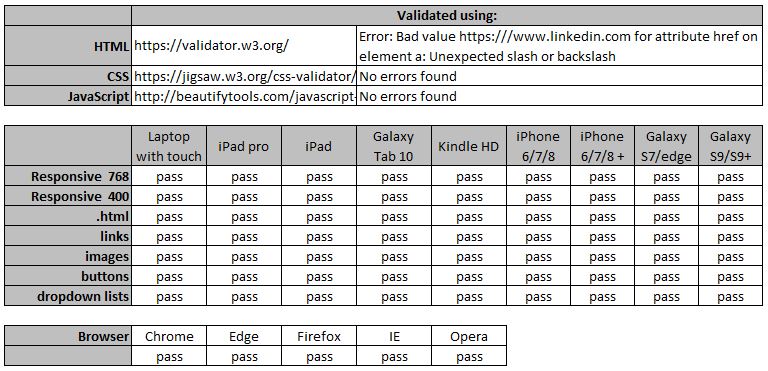 Validated using:
HTML https://validator.w3.org/ Error: Bad value https:///www.linkedin.com for attribute href on
element a: Unexpected slash or backslash
CSS https://jigsaw.w3.org/css-validator/ No errors found
JavaScript http://beautifytools.com/javascript- No errors found
Laptop with touch iPad pro iPad Galaxy Tab 10 Kindle HD iPhone 6/7/8 iPhone 6/7/8 + Galaxy S7/edge Galaxy S9/S9+
Responsive 768 pass pass pass pass pass pass pass pass pass
Responsive 400 pass pass pass pass pass pass pass pass pass
.html pass pass pass pass pass pass pass pass pass
links pass pass pass pass pass pass pass pass pass
images pass pass pass pass pass pass pass pass pass
buttons pass pass pass pass pass pass pass pass pass
dropdown lists pass pass pass pass pass pass pass pass pass
Browser Chrome Edge Firefox IE Opera
pass pass pass pass pass